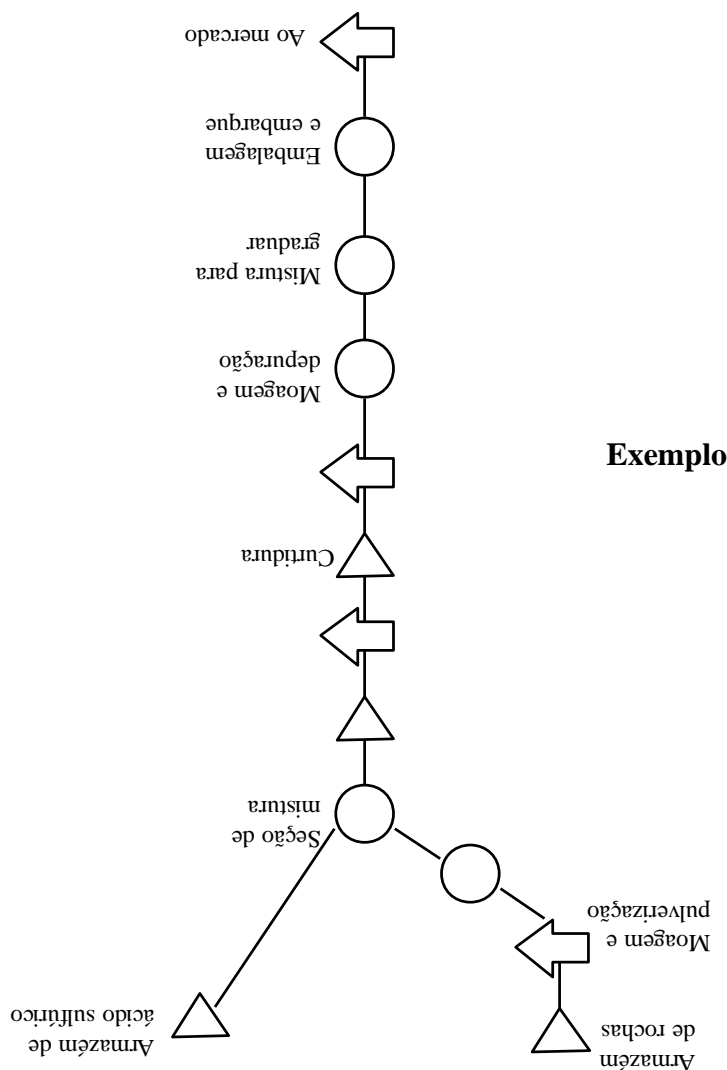 Exemplo
Armazém
de rochas
Armazém de
ácido sulfúrico
Moagem e
pulverização
Seção de
mistura
Curtidura
Moagem e
depuração
Mistura para
graduar
Embalagem
e embarque
Ao mercado